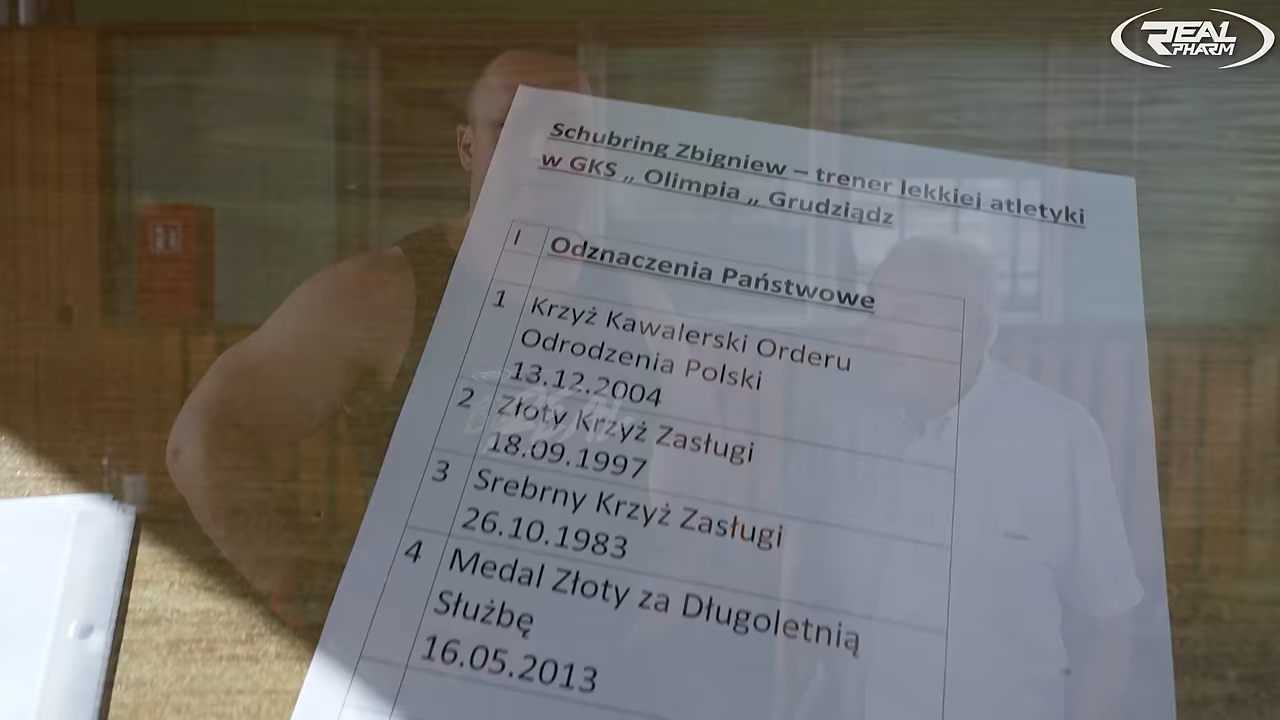 REAL
PHARM
Schubring Zbigniew – trener lekkiej atletyki
w GKS „ Olimpia „ Grudziądz
I Odznaczenia Państwowe
1 Krzyż Kawalerski Orderu
Odrodzenia Polski
13.12.2004
2 Złoty Krzyż Zasługi
18.09.1997
3 Srebrny Krzyż Zasługi
26.10.1983
4 Medal Złoty za Długoletnią
Służbę
16.05.2013